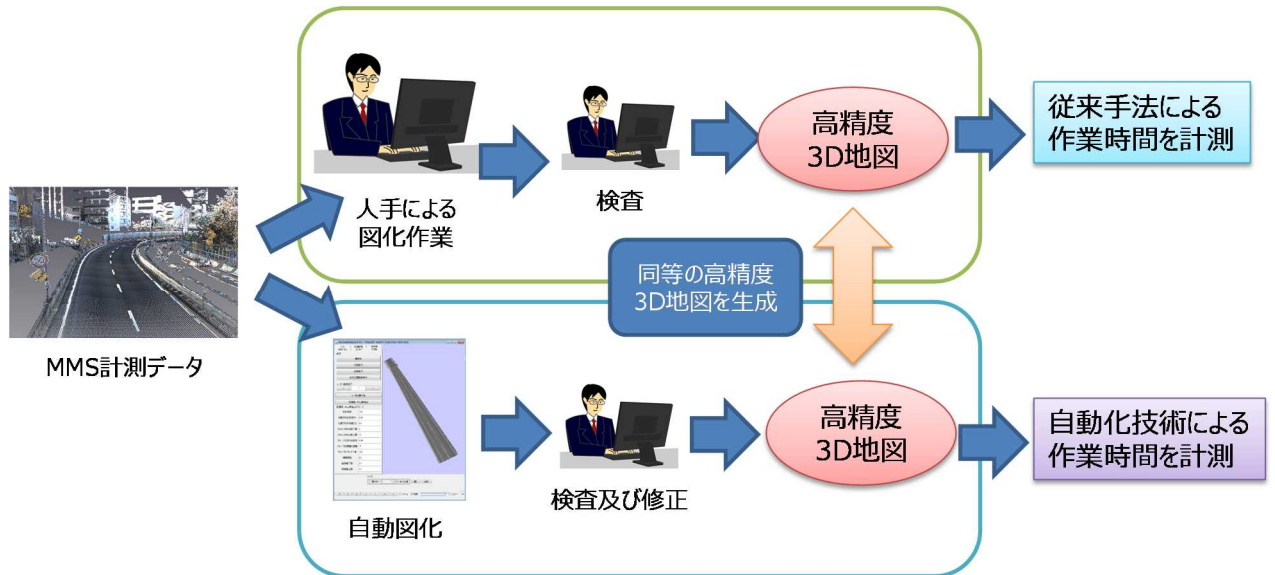 人手による
図化作業
検査
高精度
3D地図
従来手法による
作業時間を計測
MMS計測データ
同等の高精度
3D地図を生成
自動図化
検査及び修正
高精度
3D地図
自動化技術による
作業時間を計測